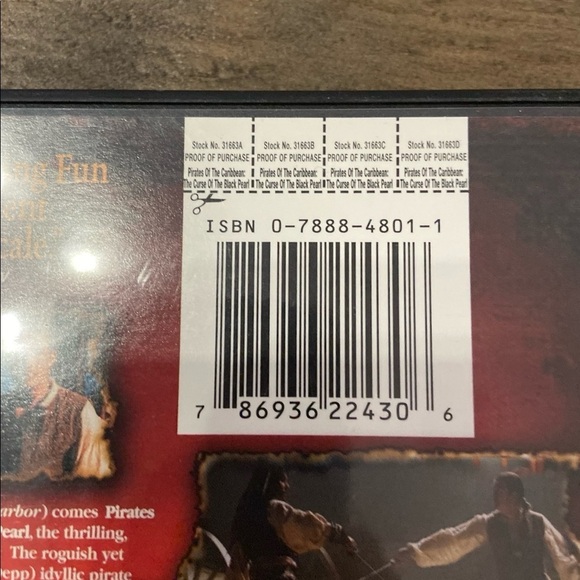 Stock No. 31663A Stock No. 31663B Stock No. 31663C Stock No. 31663D
PROOF OF PURCHASE PROOF OF PURCHASE PROOF OF PURCHASE PROOF OF PURCHASE
Pirates Of The Caribbean: Pirates Of The Caribbean: Pirates Of The Caribbean: Pirates Of The Caribbean:
The Curse Of The Black Pearl The Curse Of The Black Pearl The Curse Of The Black Pearl The Curse Of The Black Pearl
ISBN 0-7888-4801-1
7 86936 22430 6
Fun
arbor) comes Pirates
Pearl, the thrilling,
The roguish yet
Depp) idyllic pirate